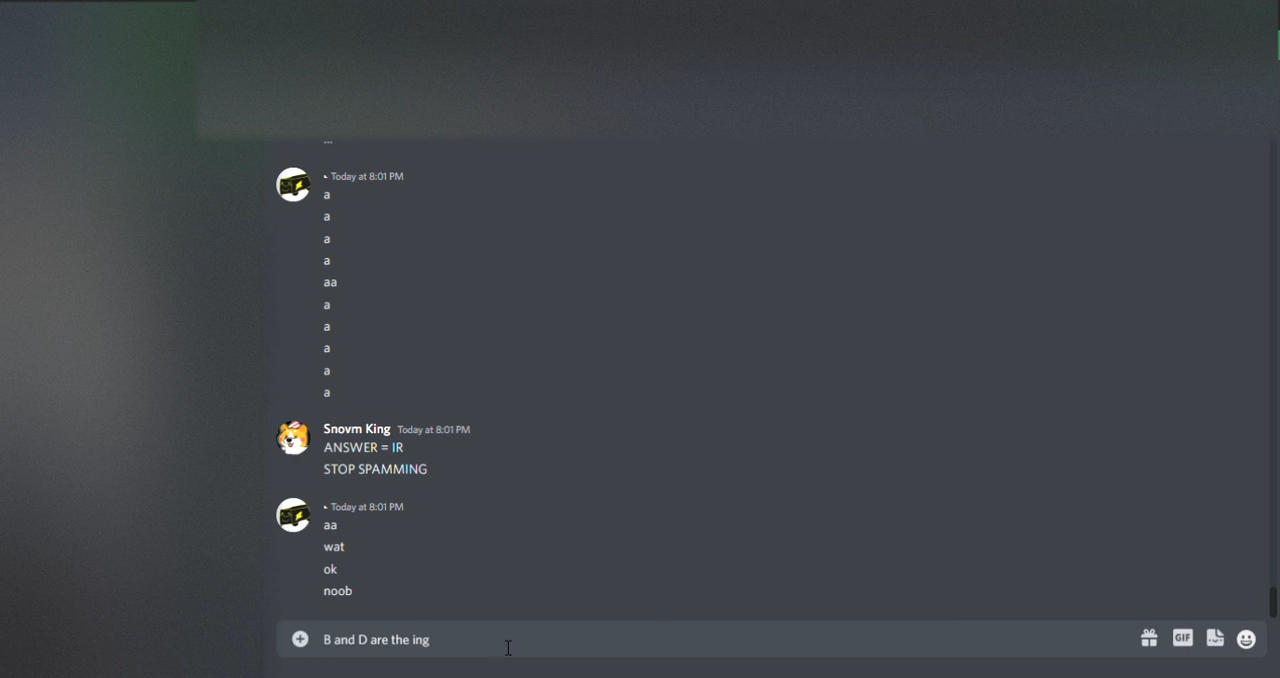 ...
Today at 8:01 PM
a
a
a
a
aa
a
a
a
a
a
Snovm King Today at 8:01 PM
ANSWER = IR
STOP SPAMMING
Today at 8:01 PM
aa
wat
ok
noob
B and D are the ing
GIF